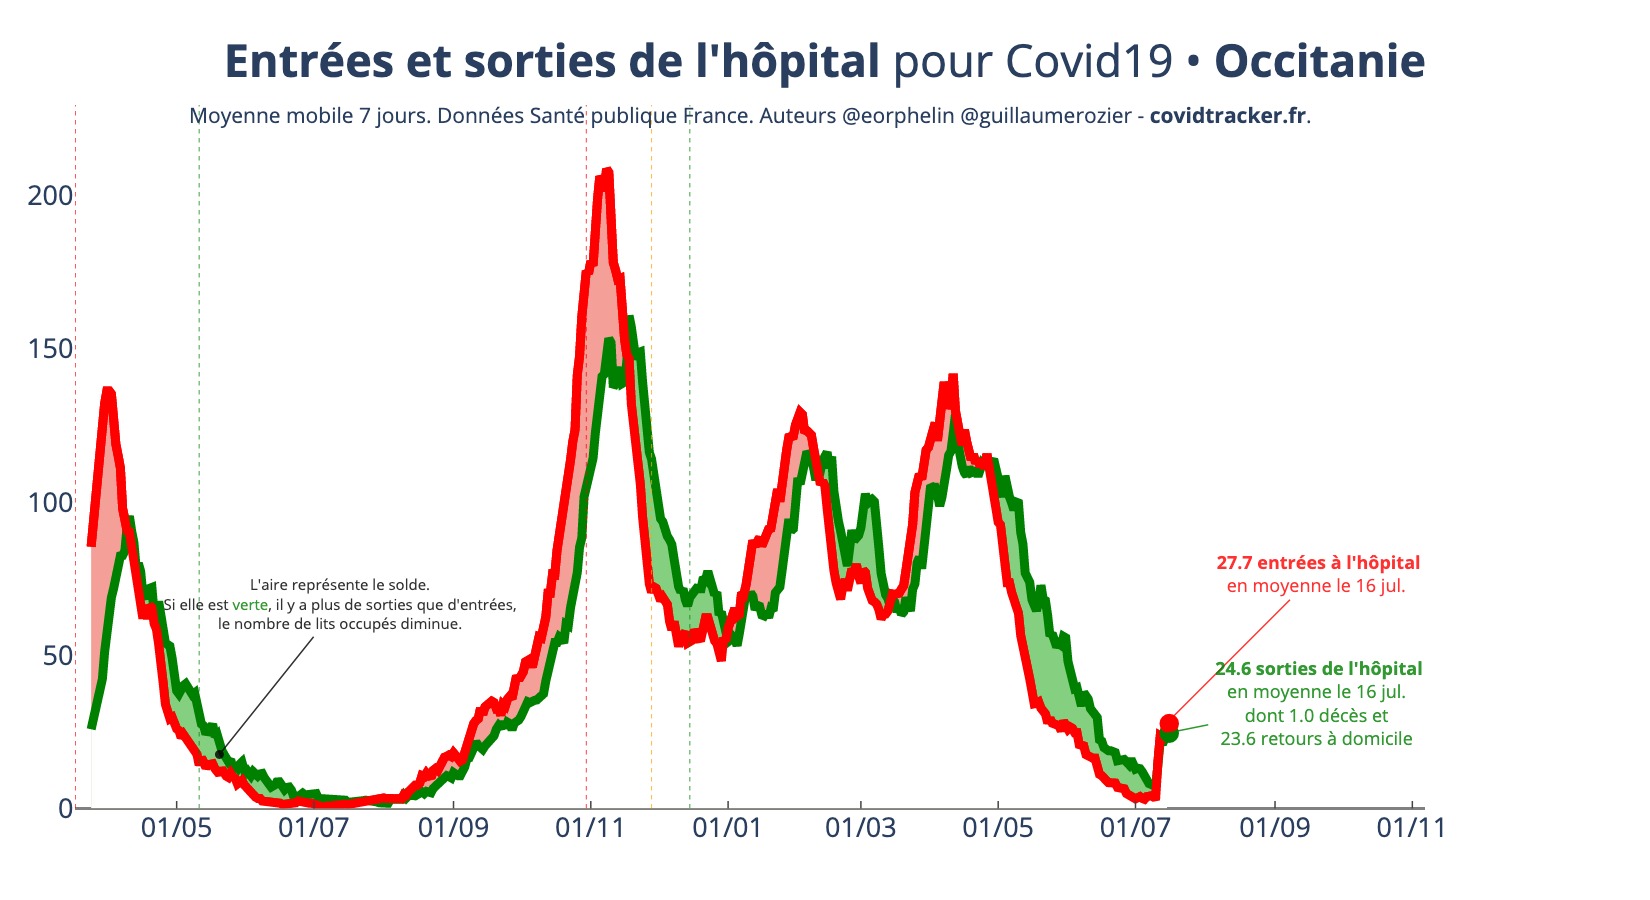 Entrées et sorties de l'hôpital pour Covid19 • Occitanie
Moyenne mobile 7 jours. Données Santé publique France. Auteurs @eorphelin @guillaumerozier - covidtracker.fr.
200
150
100
50
0
L'aire représente le solde.
Si elle est verte, il y a plus de sorties que d'entrées,
le nombre de lits occupés diminue.
27.7 entrées à l'hôpital
en moyenne le 16 jul.
24.6 sorties de l'hôpital
en moyenne le 16 jul.
dont 1.0 décès et
23.6 retours à domicile
01/05 01/07 01/09 01/11 01/01 01/03 01/05 01/07 01/09 01/11